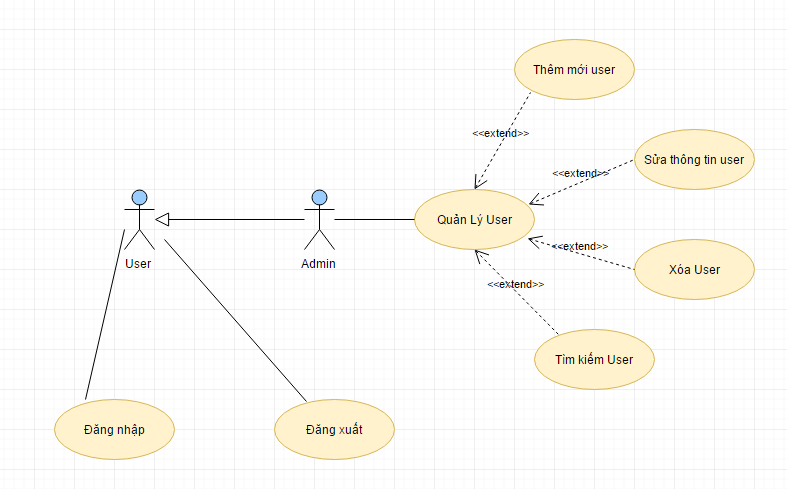 Thêm mới user
<<extend>>
Sửa thông tin user
<<extend>>
Quản Lý User
User
Admin
<<extend>>
Xóa User
<<extend>>
Tìm kiếm User
Đăng nhập
Đăng xuất